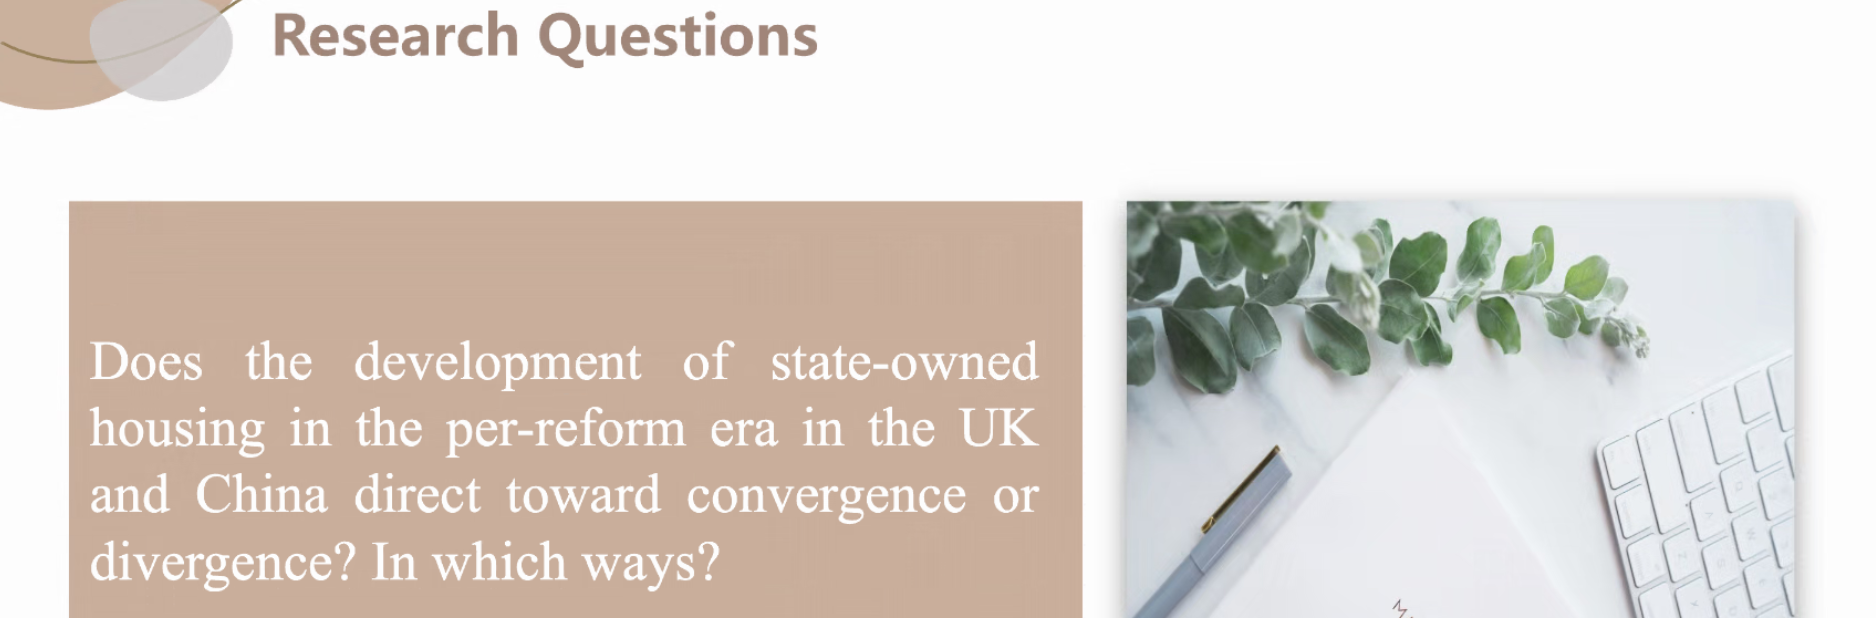 Research Questions
Does the development of state-owned
housing in the per-reform era in the UK
and China direct toward convergence or
divergence? In which ways?